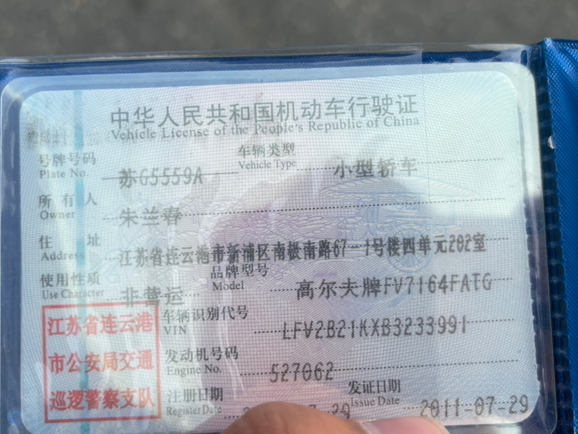 中华人民共和国机动车行驶证
Vehicle License of the People's Republic of China
号牌号码 Plate No. 苏G5559A 车辆类型 Vehicle Type 小型轿车
所有人 Owner 朱兰春
住址 Address 江苏省连云港市新浦区南极南路67-1号楼四单元202室
使用性质 Use Character 非营运 品牌型号 Model 高尔夫牌FV7164FATG
车辆识别代号 VIN LFV2B21KXB3233991
发动机号码 Engine No. 527062
注册日期 Register Date 发证日期 Issue Date 2011-07-29
江苏省连云港
市公安局交通
巡逻警察支队